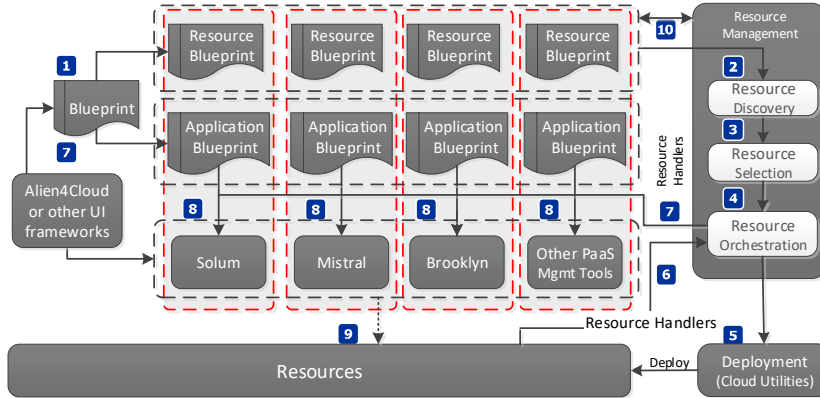 Resource
Blueprint
Resource
Blueprint
Resource
Blueprint
Resource
Blueprint
10
Resource
Management
1
2
Blueprint
Resource
Discovery
Application
Blueprint
Application
Blueprint
Application
Blueprint
Application
Blueprint
3
7
Resource
Handlers
Resource
Selection
Alien4Cloud
or other UI
frameworks
8
8
8
8
7
4
Resource
Orchestration
Solum
Mistral
Brooklyn
Other PaaS
Mgmt Tools
6
9
Resource Handlers
5
Resources
Deploy
Deployment
(Cloud Utilities)